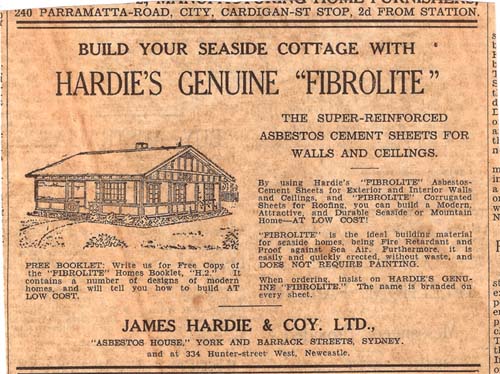 MANUFACTURING HOME FURNISHERS,
240 PARRAMATTA-ROAD, CITY, CARDIGAN-ST STOP, 2d FROM STATION.
BUILD YOUR SEASIDE COTTAGE WITH
HARDIE'S GENUINE "FIBROLITE"
THE SUPER-REINFORCED
ASBESTOS CEMENT SHEETS FOR
WALLS AND CEILINGS.
By using Hardie's "FIBROLITE" Asbestos-
Cement Sheets for Exterior and Interior Walls
and Ceilings, and "FIBROLITE" Corrugated
Sheets for Roofing, you can build a Modern,
Attractive, and Durable Seaside or Mountain
Home—AT LOW COST!
"FIBROLITE" is the ideal building material
for seaside homes, being Fire Retardant and
Proof against Sea Air. Furthermore, it is
easily and quickly erected, without waste, and
DOES NOT REQUIRE PAINTING.
When ordering, insist on HARDIE'S GENU-
INE "FIBROLITE." The name is branded on
every sheet.
FREE BOOKLET: Write us for Free Copy of
the "FIBROLITE" Homes Booklet, "H.2." It
contains a number of designs of modern
homes, and will tell you how to build AT
LOW COST.
JAMES HARDIE & COY. LTD.,
"ASBESTOS HOUSE," YORK AND BARRACK STREETS, SYDNEY.
and at 334 Hunter-street West, Newcastle.